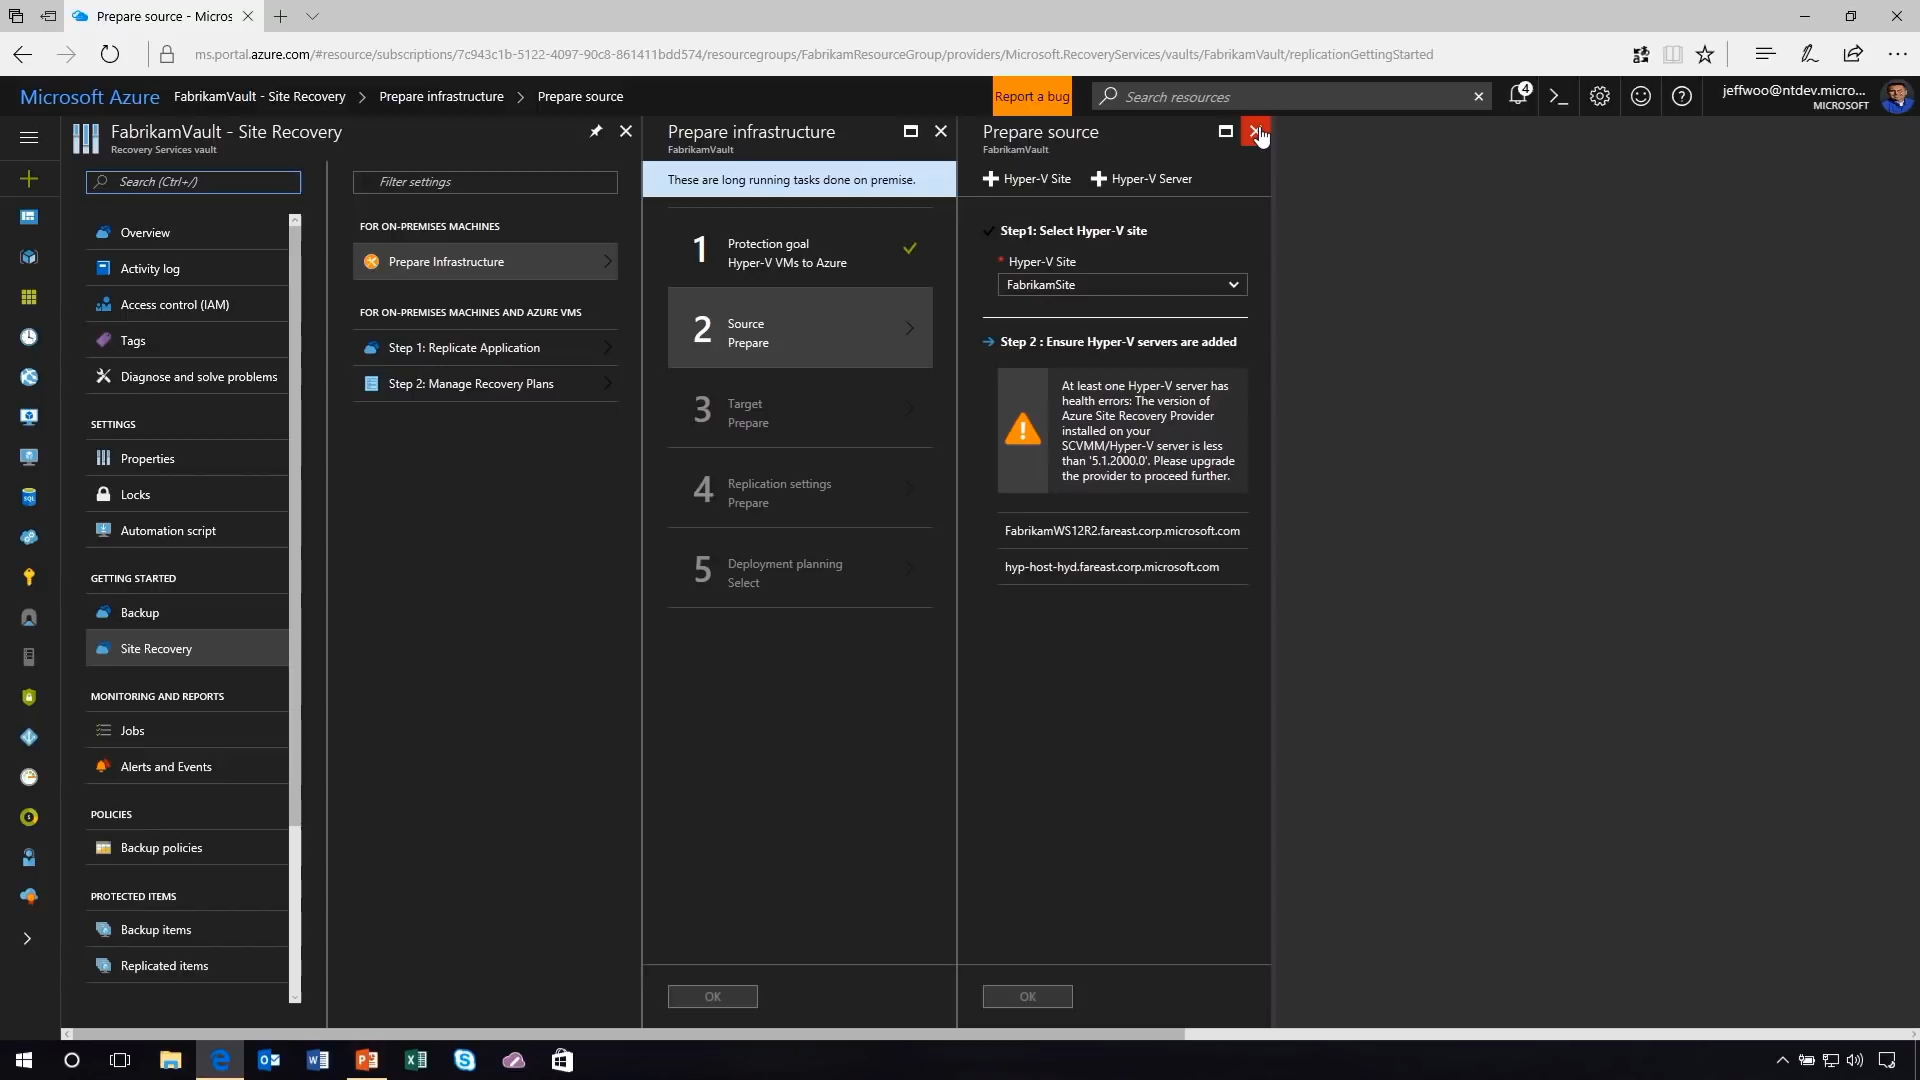 Prepare source - Micros
ms.portal.azure.com/#resource/subscriptions/7c943c1b-5122-4097-90c8-861411bdd574/resourcegroups/FabrikamResourceGroup/providers/Microsoft.RecoveryServices/vaults/FabrikamVault/replicationGettingStarted
Microsoft Azure
FabrikamVault - Site Recovery
Prepare infrastructure
Prepare source
Report a bug
Search resources
4
jeffwoo@ntdev.micro...
MICROSOFT
FabrikamVault - Site Recovery
Recovery Services vault
Search (Ctrl+/)
Overview
Activity log
Access control (IAM)
Tags
Diagnose and solve problems
SETTINGS
Properties
Locks
Automation script
GETTING STARTED
Backup
Site Recovery
MONITORING AND REPORTS
Jobs
Alerts and Events
POLICIES
Backup policies
PROTECTED ITEMS
Backup items
Replicated items
Filter settings
FOR ON-PREMISES MACHINES
Prepare Infrastructure
FOR ON-PREMISES MACHINES AND AZURE VMS
Step 1: Replicate Application
Step 2: Manage Recovery Plans
Prepare infrastructure
FabrikamVault
These are long running tasks done on premise.
1
Protection goal
Hyper-V VMs to Azure
2
Source
Prepare
3
Target
Prepare
4
Replication settings
Prepare
5
Deployment planning
Select
OK
Prepare source
FabrikamVault
Hyper-V Site
Hyper-V Server
Step1: Select Hyper-V site
* Hyper-V Site
FabrikamSite
Step 2 : Ensure Hyper-V servers are added
At least one Hyper-V server has
health errors: The version of
Azure Site Recovery Provider
installed on your
SCVMM/Hyper-V server is less
than '5.1.2000.0'. Please upgrade
the provider to proceed further.
FabrikamWS12R2.fareast.corp.microsoft.com
hyp-host-hyd.fareast.corp.microsoft.com
OK